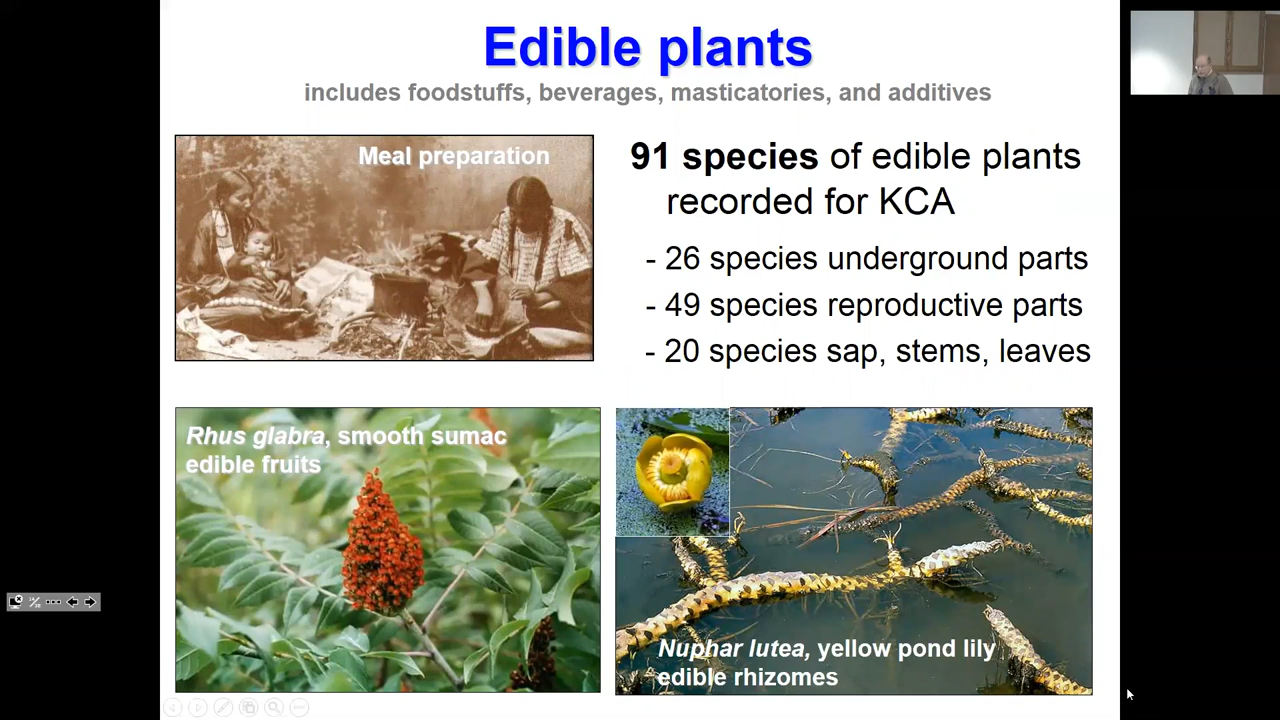 Edible plants
includes foodstuffs, beverages, masticatories, and additives
Meal preparation
91 species of edible plants
recorded for KCA
- 26 species underground parts
- 49 species reproductive parts
- 20 species sap, stems, leaves
Rhus glabra, smooth sumac
edible fruits
Nuphar lutea, yellow pond lily
edible rhizomes